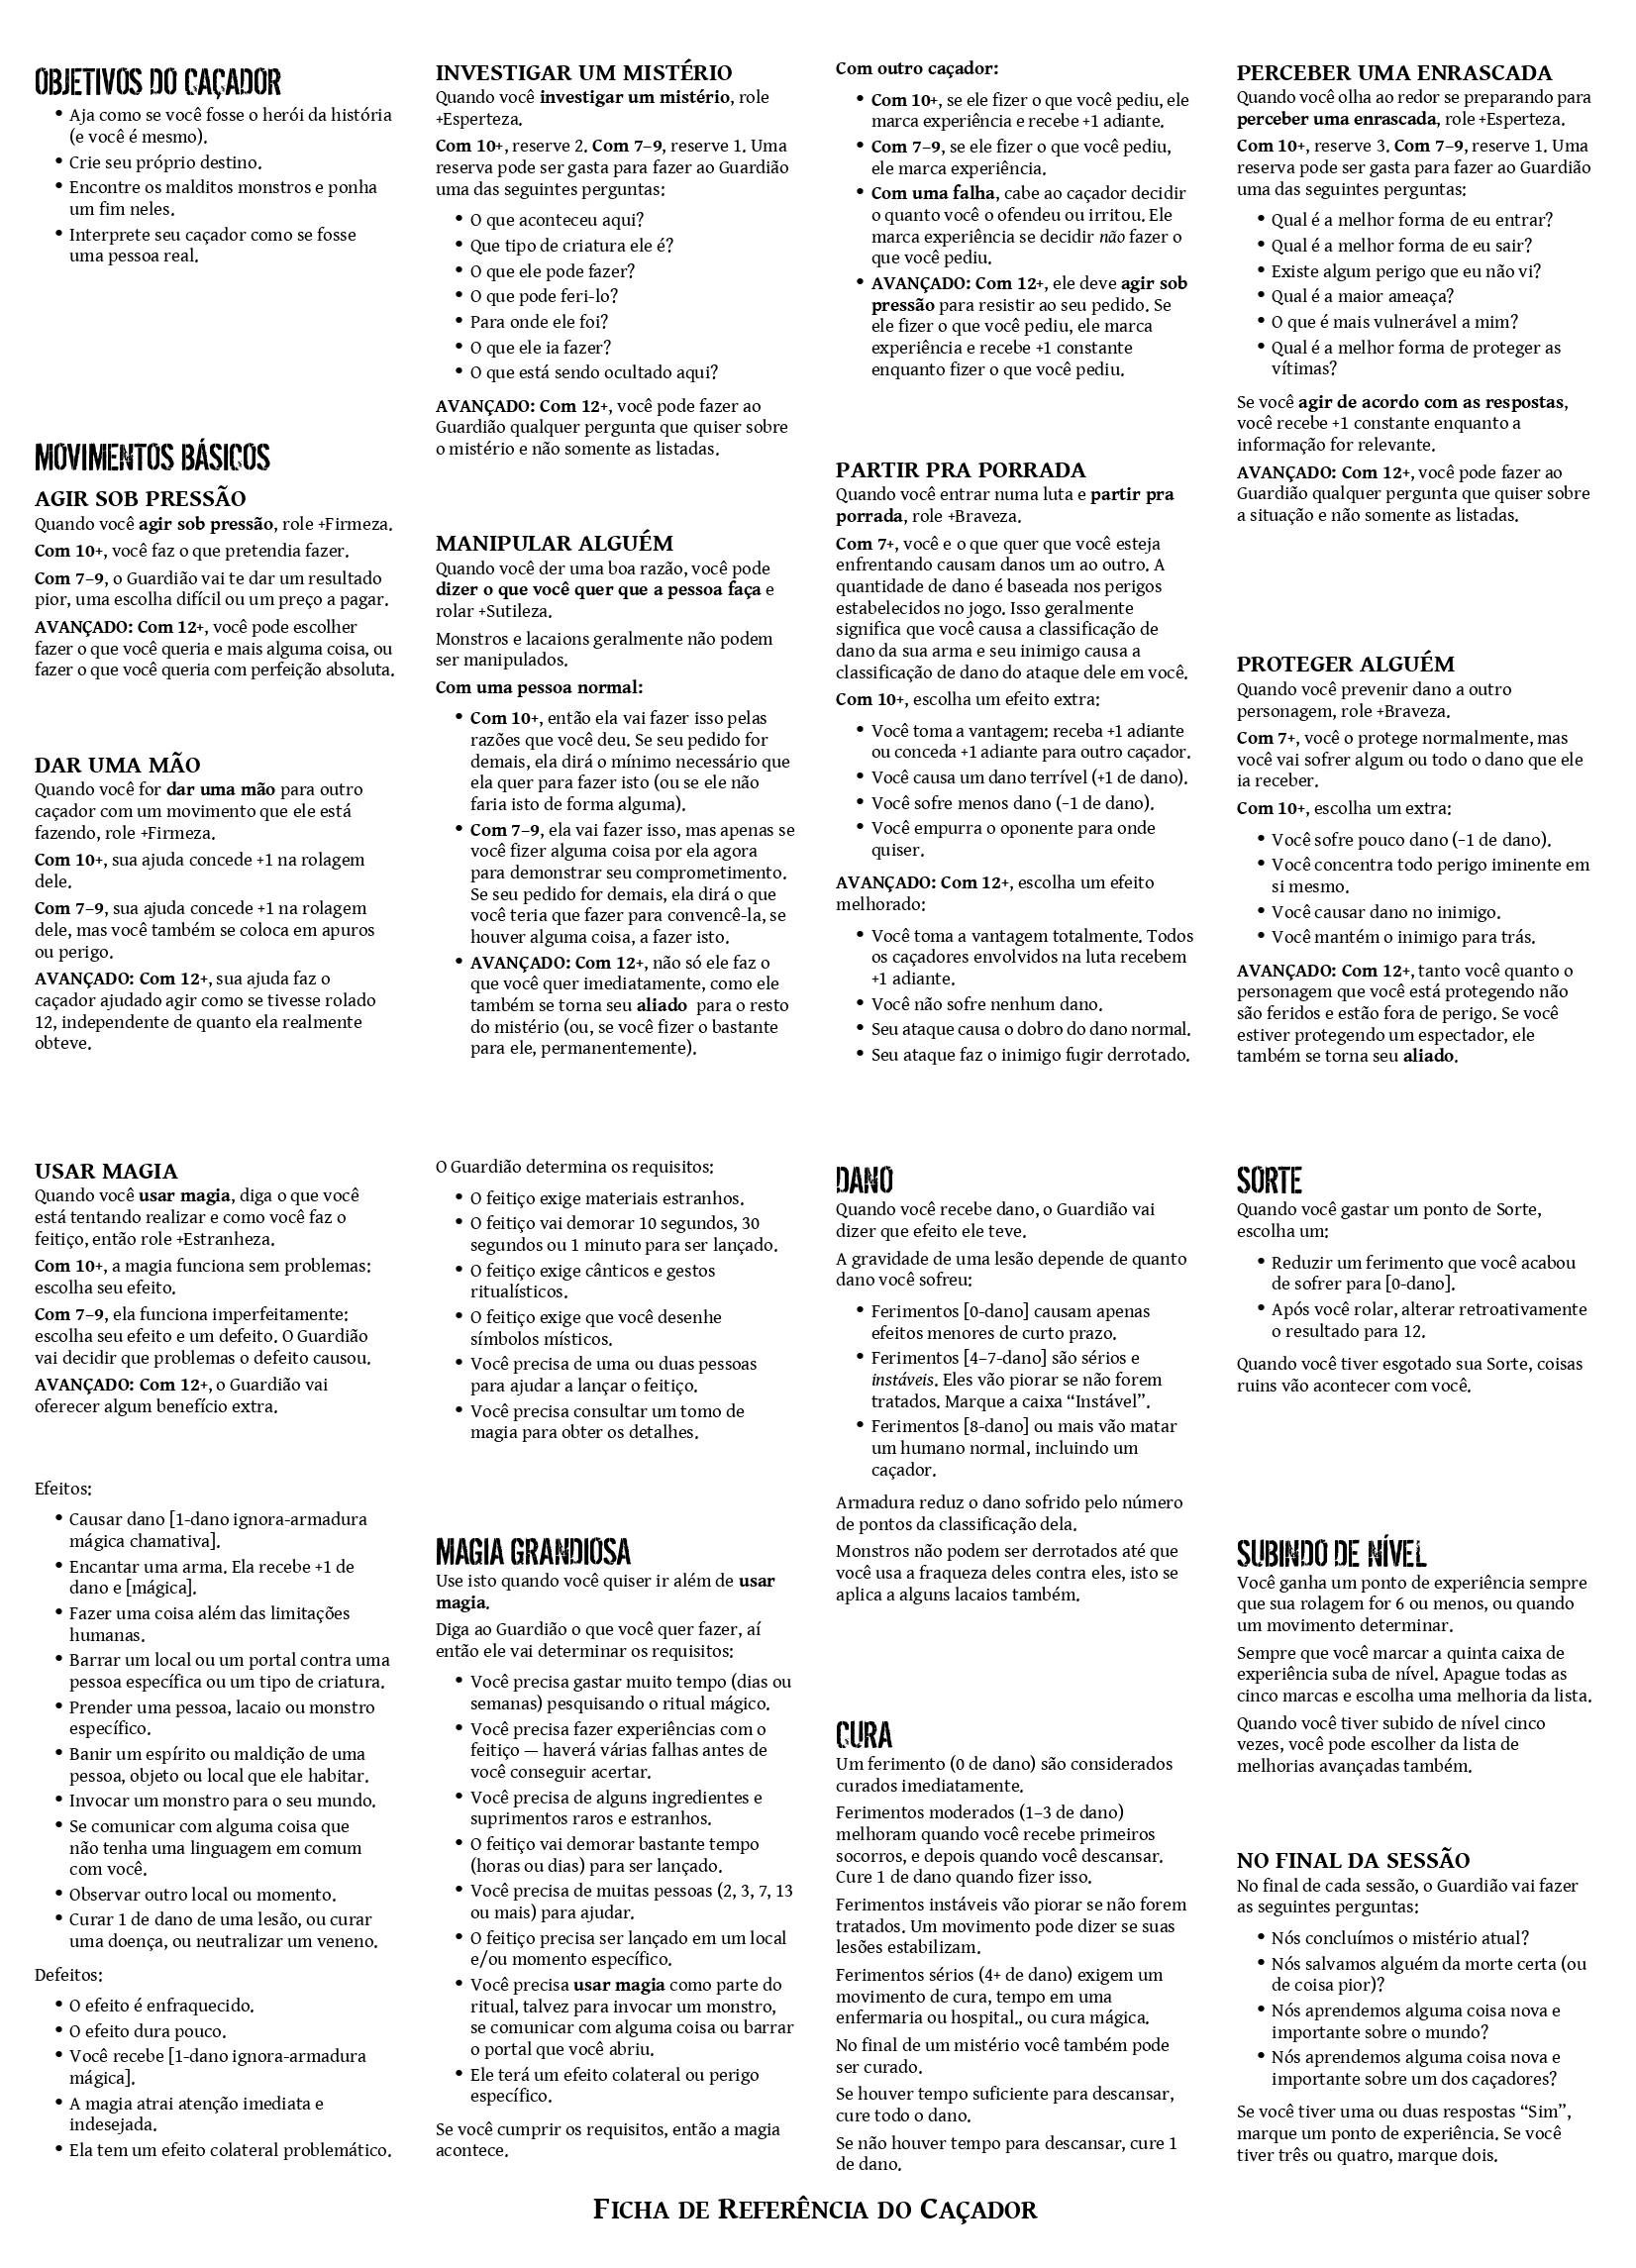 OBJETIVOS DO CAÇADOR
• Aja como se você fosse o herói da história
(e você é mesmo).
• Crie seu próprio destino.
• Encontre os malditos monstros e ponha
um fim neles.
• Interprete seu caçador como se fosse
uma pessoa real.
MOVIMENTOS BÁSICOS
AGIR SOB PRESSÃO
Quando você agir sob pressão, role +Firmeza.
Com 10+, você faz o que pretendia fazer.
Com 7–9, o Guardião vai te dar um resultado
pior, uma escolha difícil ou um preço a pagar.
AVANÇADO: Com 12+, você pode escolher
fazer o que você queria e mais alguma coisa, ou
fazer o que você queria com perfeição absoluta.
DAR UMA MÃO
Quando você for dar uma mão para outro
caçador com um movimento que ele está
fazendo, role +Firmeza.
Com 10+, sua ajuda concede +1 na rolagem
dele.
Com 7–9, sua ajuda concede +1 na rolagem
dele, mas você também se coloca em apuros
ou perigo.
AVANÇADO: Com 12+, sua ajuda faz o
caçador ajudado agir como se tivesse rolado
12, independente de quanto ela realmente
obteve.
INVESTIGAR UM MISTÉRIO
Quando você investigar um mistério, role
+Esperteza.
Com 10+, reserve 2. Com 7–9, reserve 1. Uma
reserva pode ser gasta para fazer ao Guardião
uma das seguintes perguntas:
• O que aconteceu aqui?
• Que tipo de criatura ele é?
• O que ele pode fazer?
• O que pode feri-lo?
• Para onde ele foi?
• O que ele ia fazer?
• O que está sendo ocultado aqui?
AVANÇADO: Com 12+, você pode fazer ao
Guardião qualquer pergunta que quiser sobre
o mistério e não somente as listadas.
MANIPULAR ALGUÉM
Quando você der uma boa razão, você pode
dizer o que você quer que a pessoa faça e
rolar +Sutileza.
Monstros e lacaions geralmente não podem
ser manipulados.
Com uma pessoa normal:
• Com 10+, então ela vai fazer isso pelas
razões que você deu. Se seu pedido for
demais, ela dirá o mínimo necessário que
ela quer para fazer isto (ou se ele não
faria isto de forma alguma).
• Com 7–9, ela vai fazer isso, mas apenas se
você fizer alguma coisa por ela agora
para demonstrar seu comprometimento.
Se seu pedido for demais, ela dirá o que
você teria que fazer para convencê-la, se
houver alguma coisa, a fazer isto.
• AVANÇADO: Com 12+, não só ele faz o
que você quer imediatamente, como ele
também se torna seu aliado para o resto
do mistério (ou, se você fizer o bastante
para ele, permanentemente).
Com outro caçador:
• Com 10+, se ele fizer o que você pediu, ele
marca experiência e recebe +1 adiante.
• Com 7–9, se ele fizer o que você pediu,
ele marca experiência.
• Com uma falha, cabe ao caçador decidir
o quanto você o ofendeu ou irritou. Ele
marca experiência se decidir não fazer o
que você pediu.
• AVANÇADO: Com 12+, ele deve agir sob
pressão para resistir ao seu pedido. Se
ele fizer o que você pediu, ele marca
experiência e recebe +1 constante
enquanto fizer o que você pediu.
PARTIR PRA PORRADA
Quando você entrar numa luta e partir pra
porrada, role +Braveza.
Com 7+, você e o que quer que você esteja
enfrentando causam danos um ao outro. A
quantidade de dano é baseada nos perigos
estabelecidos no jogo. Isso geralmente
significa que você causa a classificação de
dano da sua arma e seu inimigo causa a
classificação de dano do ataque dele em você.
Com 10+, escolha um efeito extra:
• Você toma a vantagem: receba +1 adiante
ou conceda +1 adiante para outro caçador.
• Você causa um dano terrível (+1 de dano).
• Você sofre menos dano (–1 de dano).
• Você empurra o oponente para onde
quiser.
AVANÇADO: Com 12+, escolha um efeito
melhorado:
• Você toma a vantagem totalmente. Todos
os caçadores envolvidos na luta recebem
+1 adiante.
• Você não sofre nenhum dano.
• Seu ataque causa o dobro do dano normal.
• Seu ataque faz o inimigo fugir derrotado.
PERCEBER UMA ENRASCADA
Quando você olha ao redor se preparando para
perceber uma enrascada, role +Esperteza.
Com 10+, reserve 3. Com 7–9, reserve 1. Uma
reserva pode ser gasta para fazer ao Guardião
uma das seguintes perguntas:
• Qual é a melhor forma de eu entrar?
• Qual é a melhor forma de eu sair?
• Existe algum perigo que eu não vi?
• Qual é a maior ameaça?
• O que é mais vulnerável a mim?
• Qual é a melhor forma de proteger as
vítimas?
Se você agir de acordo com as respostas,
você recebe +1 constante enquanto a
informação for relevante.
AVANÇADO: Com 12+, você pode fazer ao
Guardião qualquer pergunta que quiser sobre
a situação e não somente as listadas.
PROTEGER ALGUÉM
Quando você prevenir dano a outro
personagem, role +Braveza.
Com 7+, você o protege normalmente, mas
você vai sofrer algum ou todo o dano que ele
ia receber.
Com 10+, escolha um extra:
• Você sofre pouco dano (–1 de dano).
• Você concentra todo perigo iminente em
si mesmo.
• Você causar dano no inimigo.
• Você mantém o inimigo para trás.
AVANÇADO: Com 12+, tanto você quanto o
personagem que você está protegendo não
são feridos e estão fora de perigo. Se você
estiver protegendo um espectador, ele
também se torna seu aliado.
USAR MAGIA
Quando você usar magia, diga o que você
está tentando realizar e como você faz o
feitiço, então role +Estranheza.
Com 10+, a magia funciona sem problemas:
escolha seu efeito.
Com 7–9, ela funciona imperfeitamente:
escolha seu efeito e um defeito. O Guardião
vai decidir que problemas o defeito causou.
AVANÇADO: Com 12+, o Guardião vai
oferecer algum benefício extra.
Efeitos:
• Causar dano [1-dano ignora-armadura
mágica chamativa].
• Encantar uma arma. Ela recebe +1 de
dano e [mágica].
• Fazer uma coisa além das limitações
humanas.
• Barrar um local ou um portal contra uma
pessoa específica ou um tipo de criatura.
• Prender uma pessoa, lacaio ou monstro
específico.
• Banir um espírito ou maldição de uma
pessoa, objeto ou local que ele habitar.
• Invocar um monstro para o seu mundo.
• Se comunicar com alguma coisa que
não tenha uma linguagem em comum
com você.
• Observar outro local ou momento.
• Curar 1 de dano de uma lesão, ou curar
uma doença, ou neutralizar um veneno.
Defeitos:
• O efeito é enfraquecido.
• O efeito dura pouco.
• Você recebe [1-dano ignora-armadura
mágica].
• A magia atrai atenção imediata e
indesejada.
• Ela tem um efeito colateral problemático.
O Guardião determina os requisitos:
• O feitiço exige materiais estranhos.
• O feitiço vai demorar 10 segundos, 30
segundos ou 1 minuto para ser lançado.
• O feitiço exige cânticos e gestos
ritualísticos.
• O feitiço exige que você desenhe
símbolos místicos.
• Você precisa de uma ou duas pessoas
para ajudar a lançar o feitiço.
• Você precisa consultar um tomo de
magia para obter os detalhes.
MAGIA GRANDIOSA
Use isto quando você quiser ir além de usar
magia.
Diga ao Guardião o que você quer fazer, aí
então ele vai determinar os requisitos:
• Você precisa gastar muito tempo (dias ou
semanas) pesquisando o ritual mágico.
• Você precisa fazer experiências com o
feitiço — haverá várias falhas antes de
você conseguir acertar.
• Você precisa de alguns ingredientes e
suprimentos raros e estranhos.
• O feitiço vai demorar bastante tempo
(horas ou dias) para ser lançado.
• Você precisa de muitas pessoas (2, 3, 7, 13
ou mais) para ajudar.
• O feitiço precisa ser lançado em um local
e/ou momento específico.
• Você precisa usar magia como parte do
ritual, talvez para invocar um monstro,
se comunicar com alguma coisa ou barrar
o portal que você abriu.
• Ele terá um efeito colateral ou perigo
específico.
Se você cumprir os requisitos, então a magia
acontece.
DANO
Quando você recebe dano, o Guardião vai
dizer que efeito ele teve.
A gravidade de uma lesão depende de quanto
dano você sofreu:
• Ferimentos [0-dano] causam apenas
efeitos menores de curto prazo.
• Ferimentos [4–7-dano] são sérios e
instáveis. Eles vão piorar se não forem
tratados. Marque a caixa “Instável”.
• Ferimentos [8-dano] ou mais vão matar
um humano normal, incluindo um
caçador.
Armadura reduz o dano sofrido pelo número
de pontos da classificação dela.
Monstros não podem ser derrotados até que
você usa a fraqueza deles contra eles, isto se
aplica a alguns lacaios também.
CURA
Um ferimento (0 de dano) são considerados
curados imediatamente.
Ferimentos moderados (1–3 de dano)
melhoram quando você recebe primeiros
socorros, e depois quando você descansar.
Cure 1 de dano quando fizer isso.
Ferimentos instáveis vão piorar se não forem
tratados. Um movimento pode dizer se suas
lesões estabilizam.
Ferimentos sérios (4+ de dano) exigem um
movimento de cura, tempo em uma
enfermaria ou hospital., ou cura mágica.
No final de um mistério você também pode
ser curado.
Se houver tempo suficiente para descansar,
cure todo o dano.
Se não houver tempo para descansar, cure 1
de dano.
SORTE
Quando você gastar um ponto de Sorte,
escolha um:
• Reduzir um ferimento que você acabou
de sofrer para [0-dano].
• Após você rolar, alterar retroativamente
o resultado para 12.
Quando você tiver esgotado sua Sorte, coisas
ruins vão acontecer com você.
SUBINDO DE NÍVEL
Você ganha um ponto de experiência sempre
que sua rolagem for 6 ou menos, ou quando
um movimento determinar.
Sempre que você marcar a quinta caixa de
experiência suba de nível. Apague todas as
cinco marcas e escolha uma melhoria da lista.
Quando você tiver subido de nível cinco
vezes, você pode escolher da lista de
melhorias avançadas também.
NO FINAL DA SESSÃO
No final de cada sessão, o Guardião vai fazer
as seguintes perguntas:
• Nós concluímos o mistério atual?
• Nós salvamos alguém da morte certa (ou
de coisa pior)?
• Nós aprendemos alguma coisa nova e
importante sobre o mundo?
• Nós aprendemos alguma coisa nova e
importante sobre um dos caçadores?
Se você tiver uma ou duas respostas “Sim”,
marque um ponto de experiência. Se você
tiver três ou quatro, marque dois.
FICHA DE REFERÊNCIA DO CAÇADOR